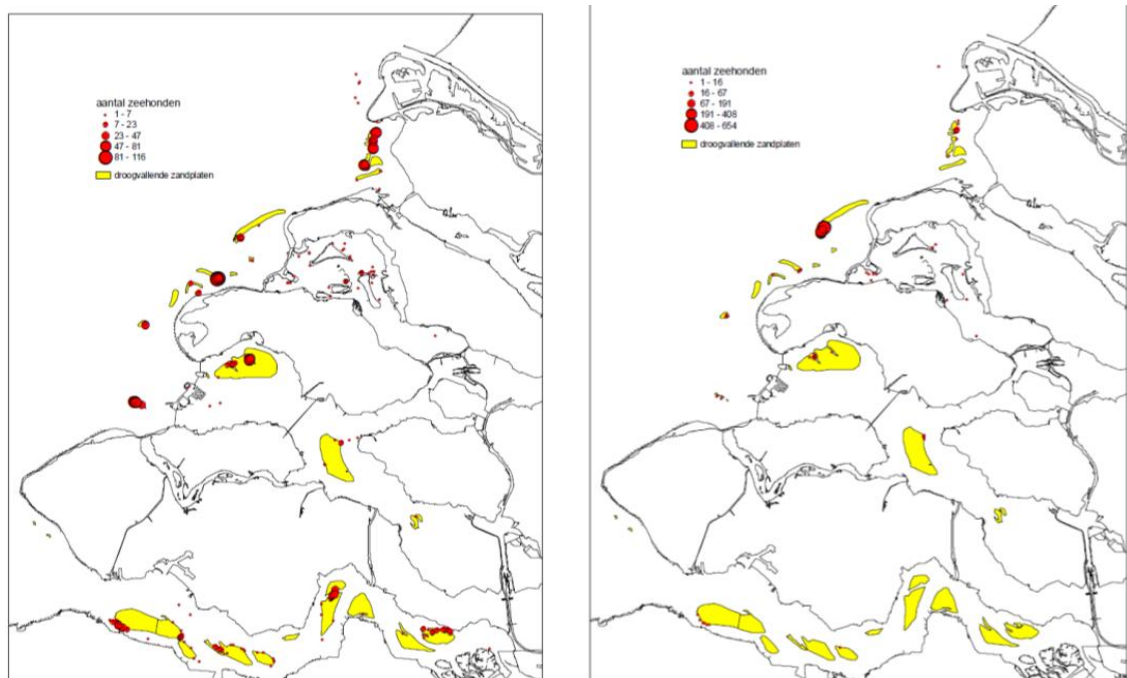 aantal zeehonden
1 - 7
7 - 23
23 - 47
47 - 81
81 - 116
droogvallende zandplaten
aantal zeehonden
1 - 16
16 - 67
67 - 191
191 - 408
408 - 654
droogvallende zandplaten